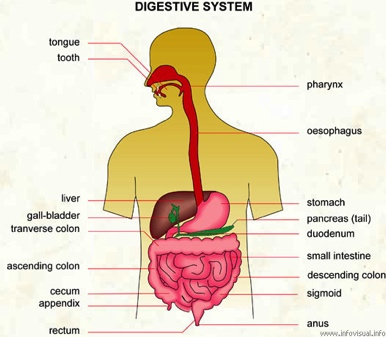 DIGESTIVE SYSTEM
tongue
tooth
pharynx
oesophagus
liver
gall-bladder
tranverse colon
stomach
pancreas (tail)
duodenum
small intestine
ascending colon
descending colon
cecum
appendix
sigmoid
rectum
anus
www.infovisual.info